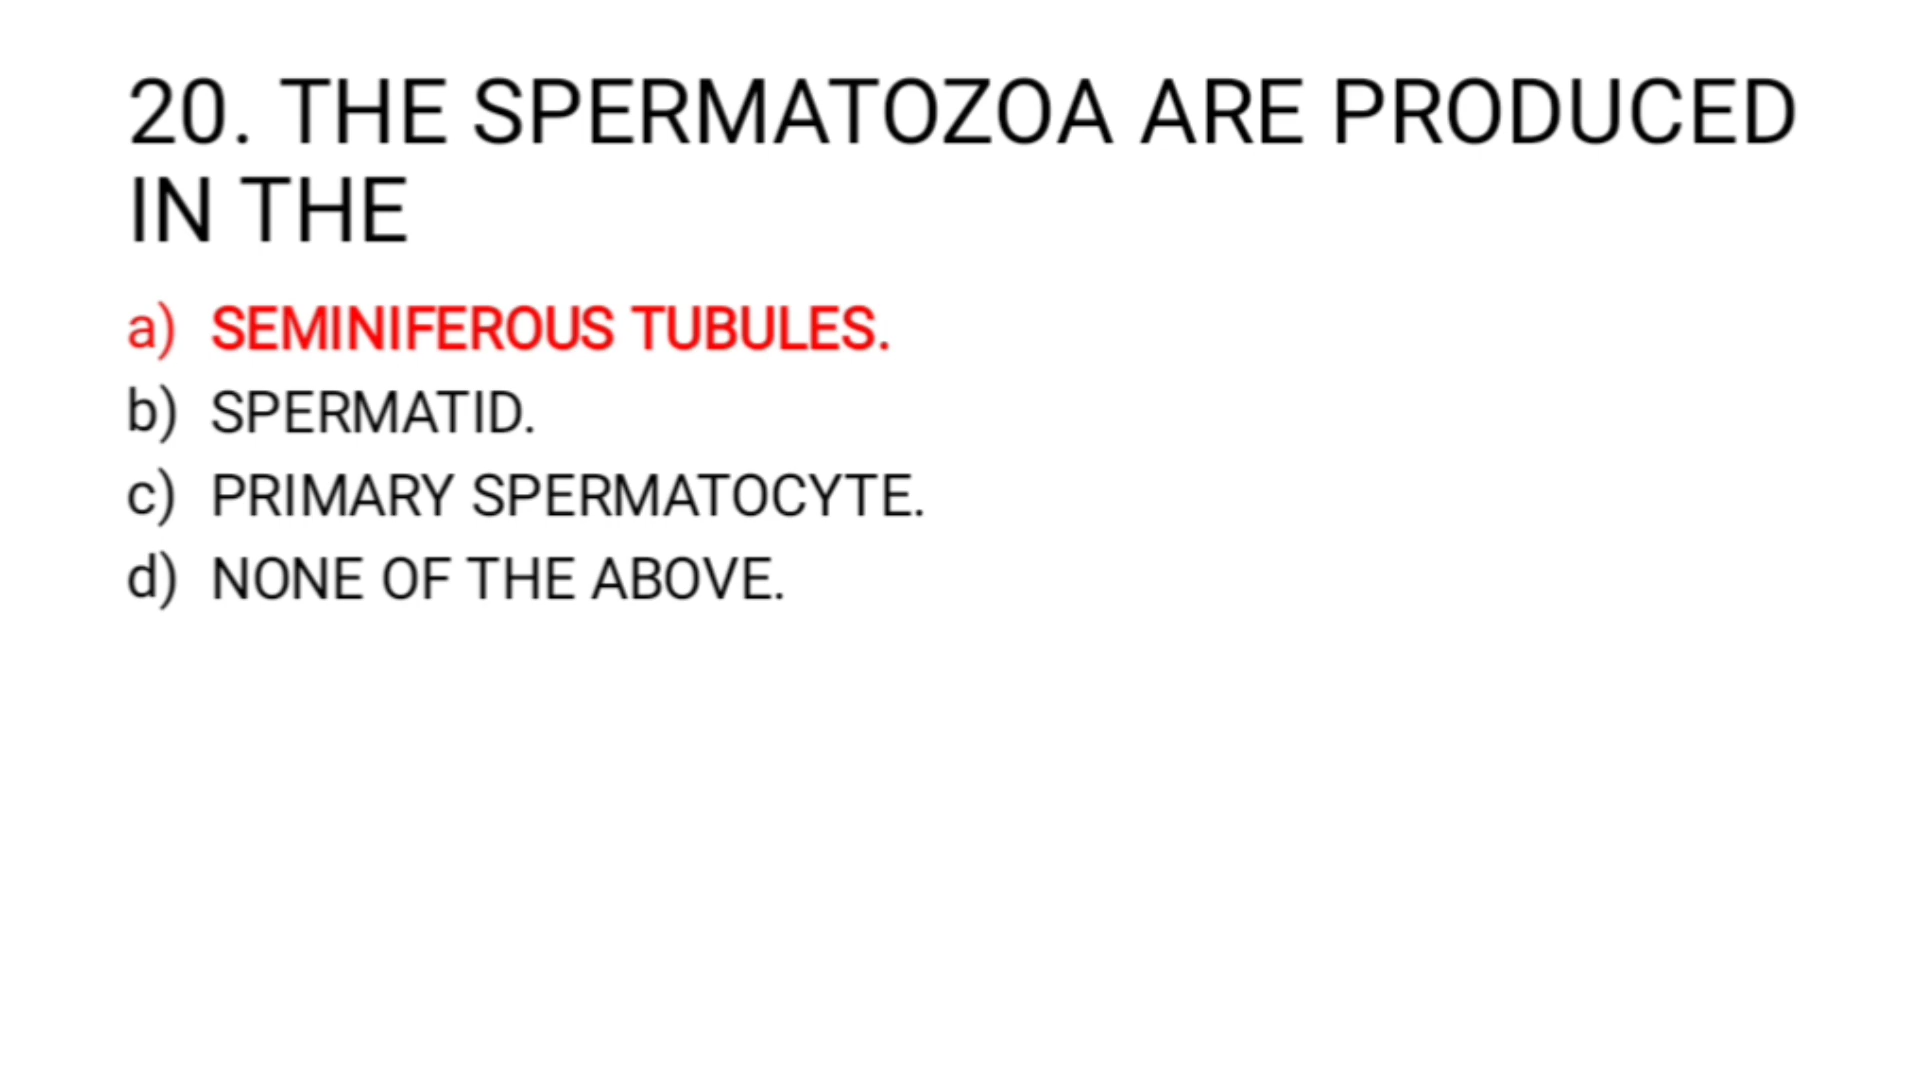 20. THE SPERMATOZOA ARE PRODUCED
IN THE
a) SEMINIFEROUS TUBULES.
b) SPERMATID.
c) PRIMARY SPERMATOCYTE.
d) NONE OF THE ABOVE.